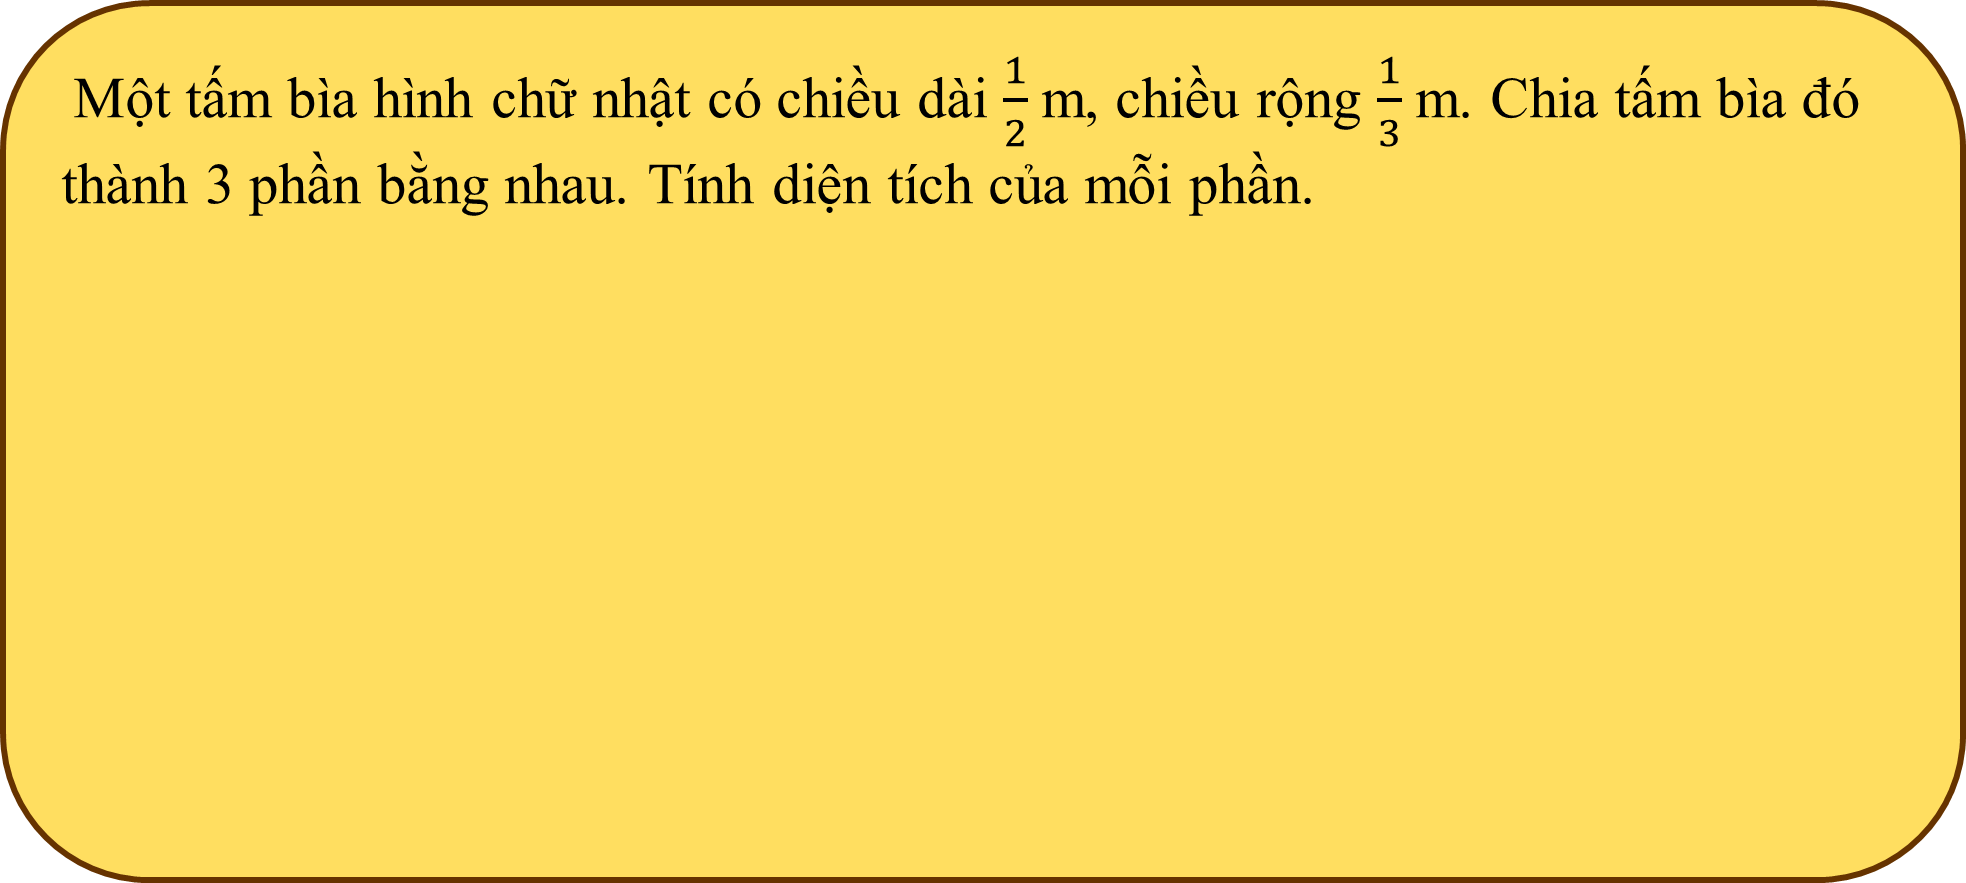 Một tấm bìa hình chữ nhật có chiều dài 1/2 m, chiều rộng 1/3 m. Chia tấm bìa đó
thành 3 phần bằng nhau. Tính diện tích của mỗi phần.